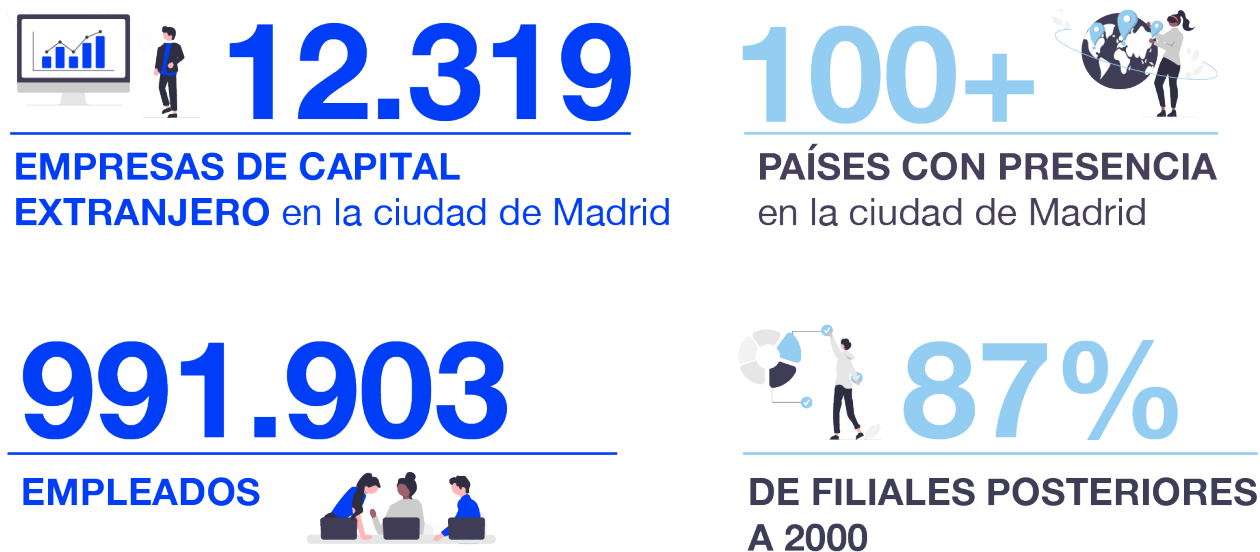 12.319
EMPRESAS DE CAPITAL
EXTRANJERO en la ciudad de Madrid
100+
PAÍSES CON PRESENCIA
en la ciudad de Madrid
991.903
EMPLEADOS
87%
DE FILIALES POSTERIORES
A 2000